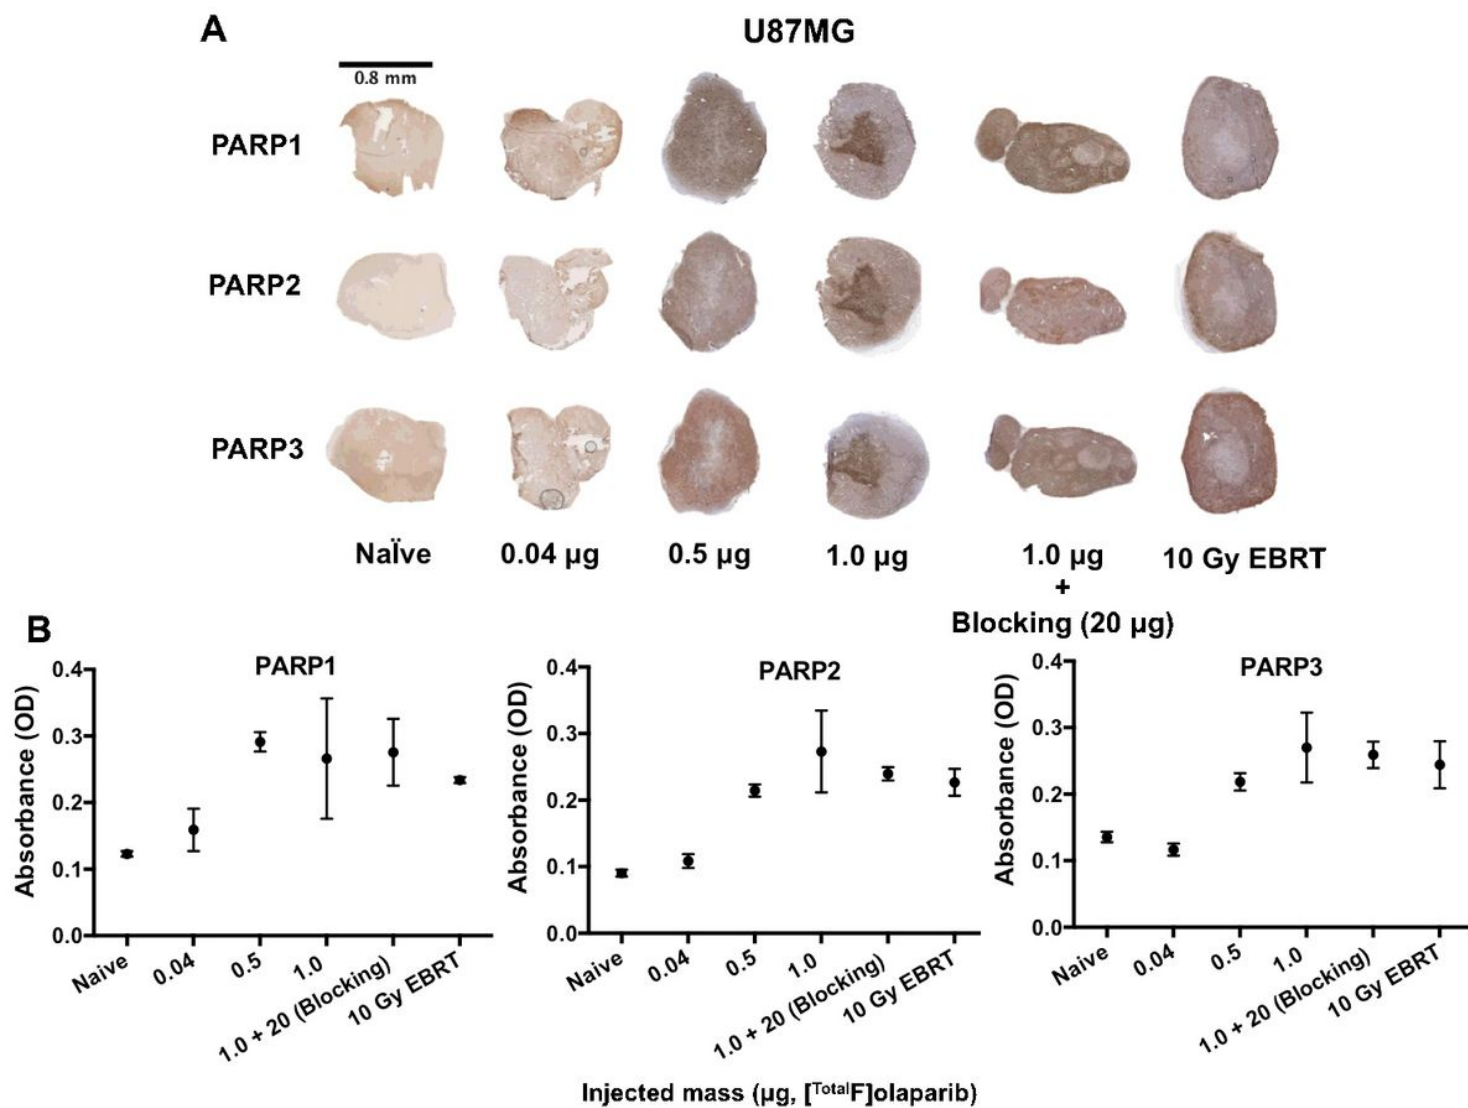 A
U87MG
0.8 mm
PARP1
PARP2
PARP3
NaÏve
0.04 µg
0.5 µg
1.0 µg
1.0 µg
+
Blocking (20 µg)
10 Gy EBRT
B
PARP1
Absorbance (OD)
0.4
0.3
0.2
0.1
0.0
Naive
0.04
0.5
1.0
1.0 + 20 (Blocking)
10 Gy EBRT
PARP2
Absorbance (OD)
0.4
0.3
0.2
0.1
0.0
Naive
0.04
0.5
1.0
1.0 + 20 (Blocking)
10 Gy EBRT
PARP3
Absorbance (OD)
0.4
0.3
0.2
0.1
0.0
Naive
0.04
0.5
1.0
1.0 + 20 (Blocking)
10 Gy EBRT
Injected mass (µg, [TotalF]olaparib)